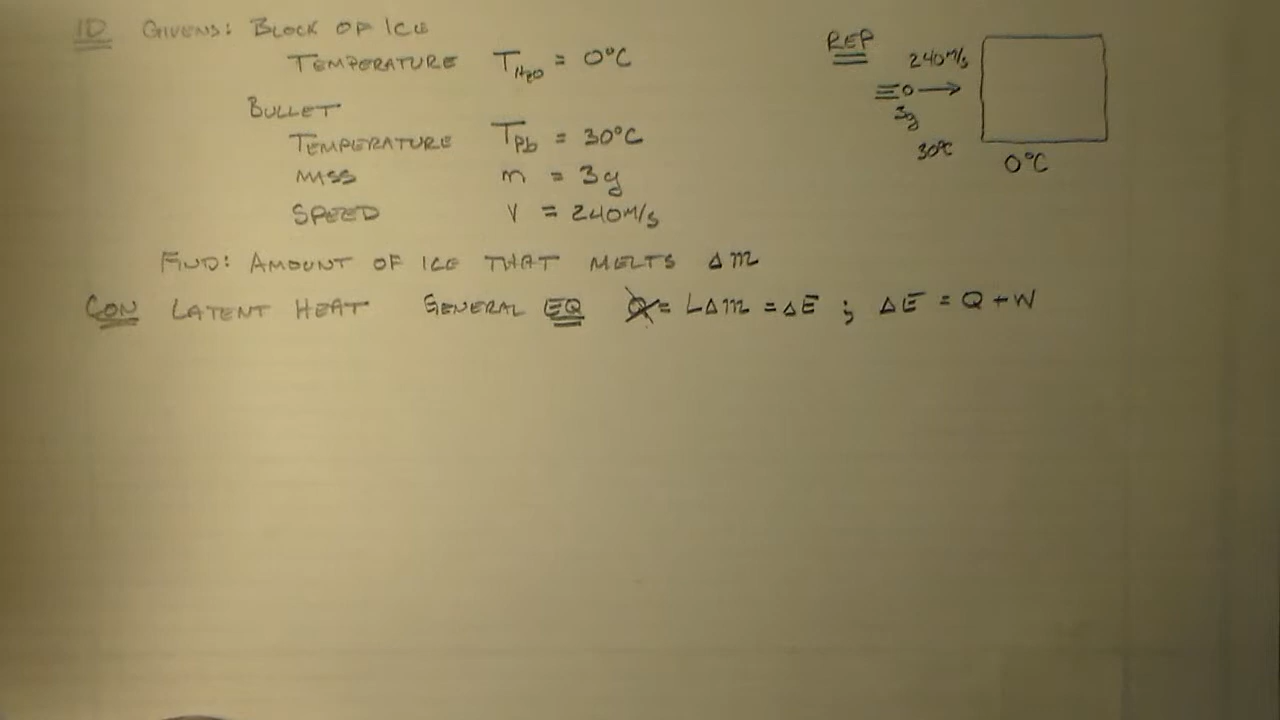 ID GIVENS: BLOCK OF ICE
TEMPERATURE T_H2O = 0°C
BULLET
TEMPERATURE T_Pb = 30°C
MASS m = 3g
SPEED V = 240M/S
FIND: AMOUNT OF ICE THAT MELTS Δm
CON LATENT HEAT GENERAL EQ Q = LΔm = ΔE ; ΔE = Q + W
REP
240M/S
3g
30°C
0°C